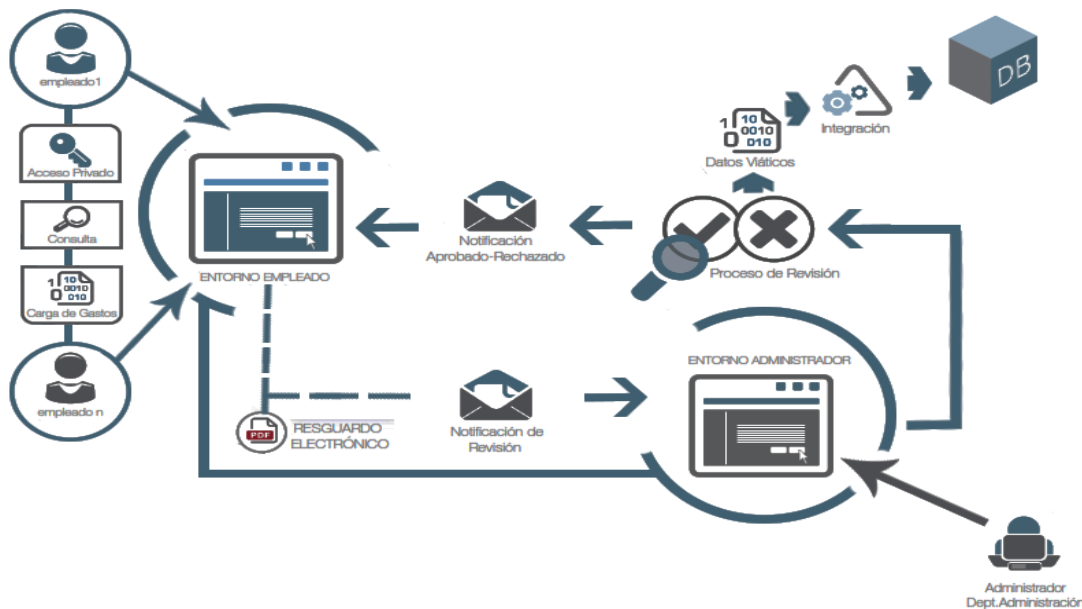 empleado1
Acceso Privado
Consulta
10
1 0010
0 010
Carga de Gastos
empleado n
ENTORNO EMPLEADO
PDF
RESGUARDO
ELECTRÓNICO
Notificación
Aprobado-Rechazado
Notificación de
Revisión
Proceso de Revisión
10
1 0010
0 010
Datos Viáticos
Integración
DB
ENTORNO ADMINISTRADOR
Administrador
Dept.Administración